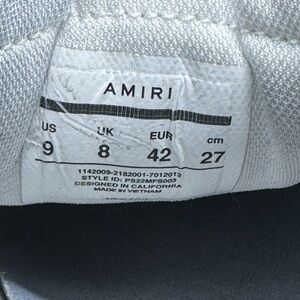 AMIRI
US UK EUR cm
9 8 42 27
1142009-2182001-7012013
STYLE ID: PS22MFS003
DESIGNED IN CALIFORNIA
MADE IN VIETNAM